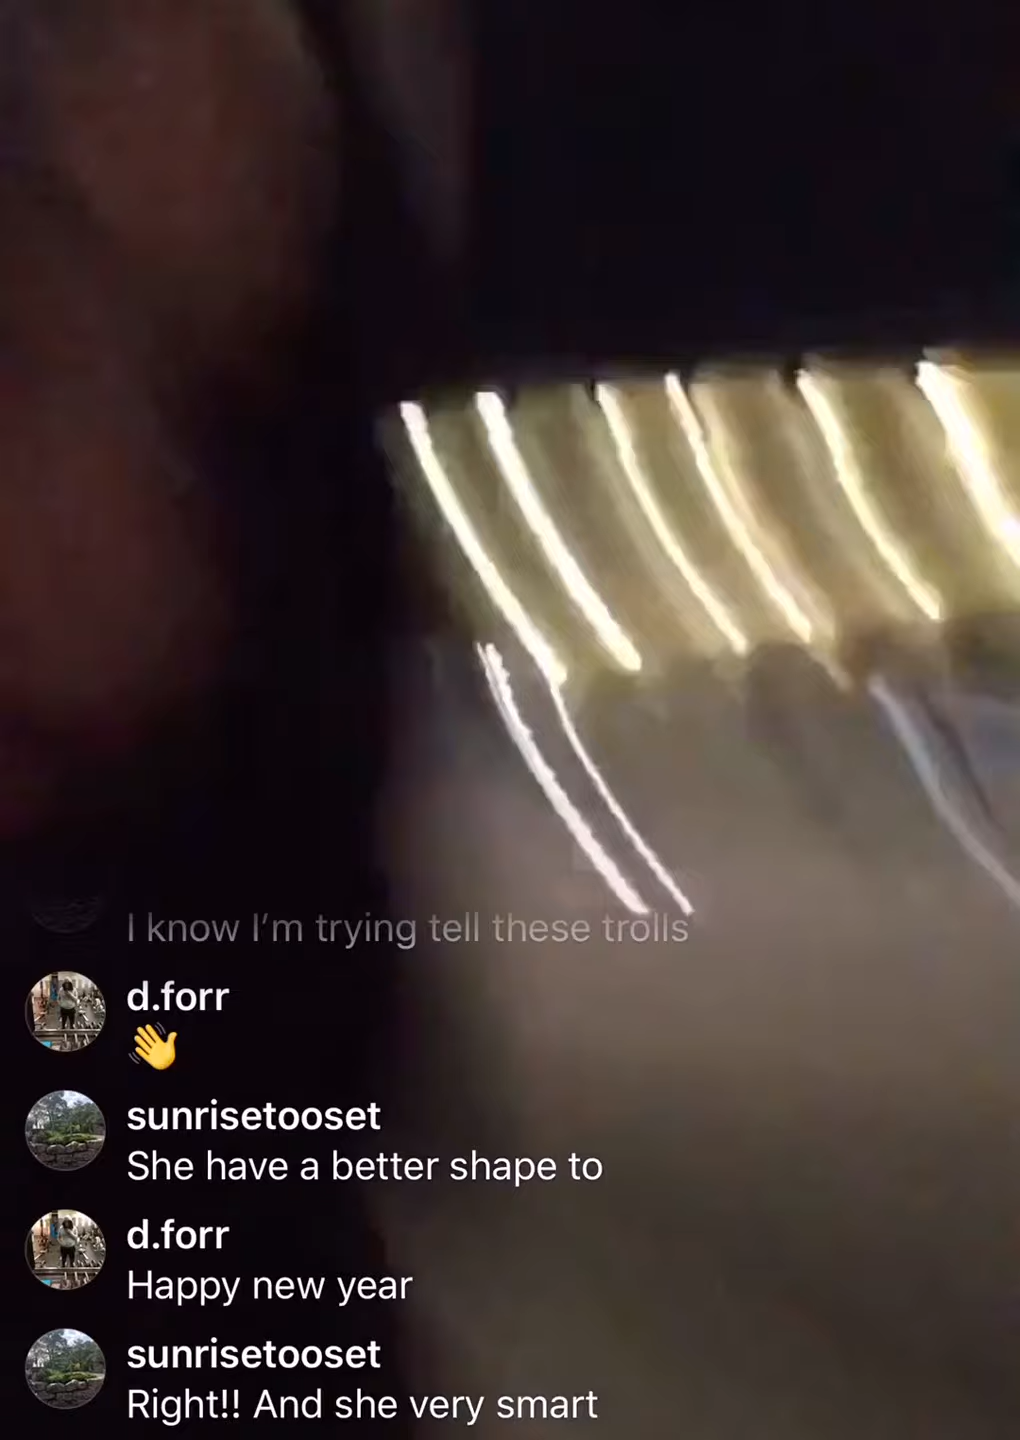 I know I’m trying tell these trolls
d.forr
👋
sunrisetooset
She have a better shape to
d.forr
Happy new year
sunrisetooset
Right!! And she very smart